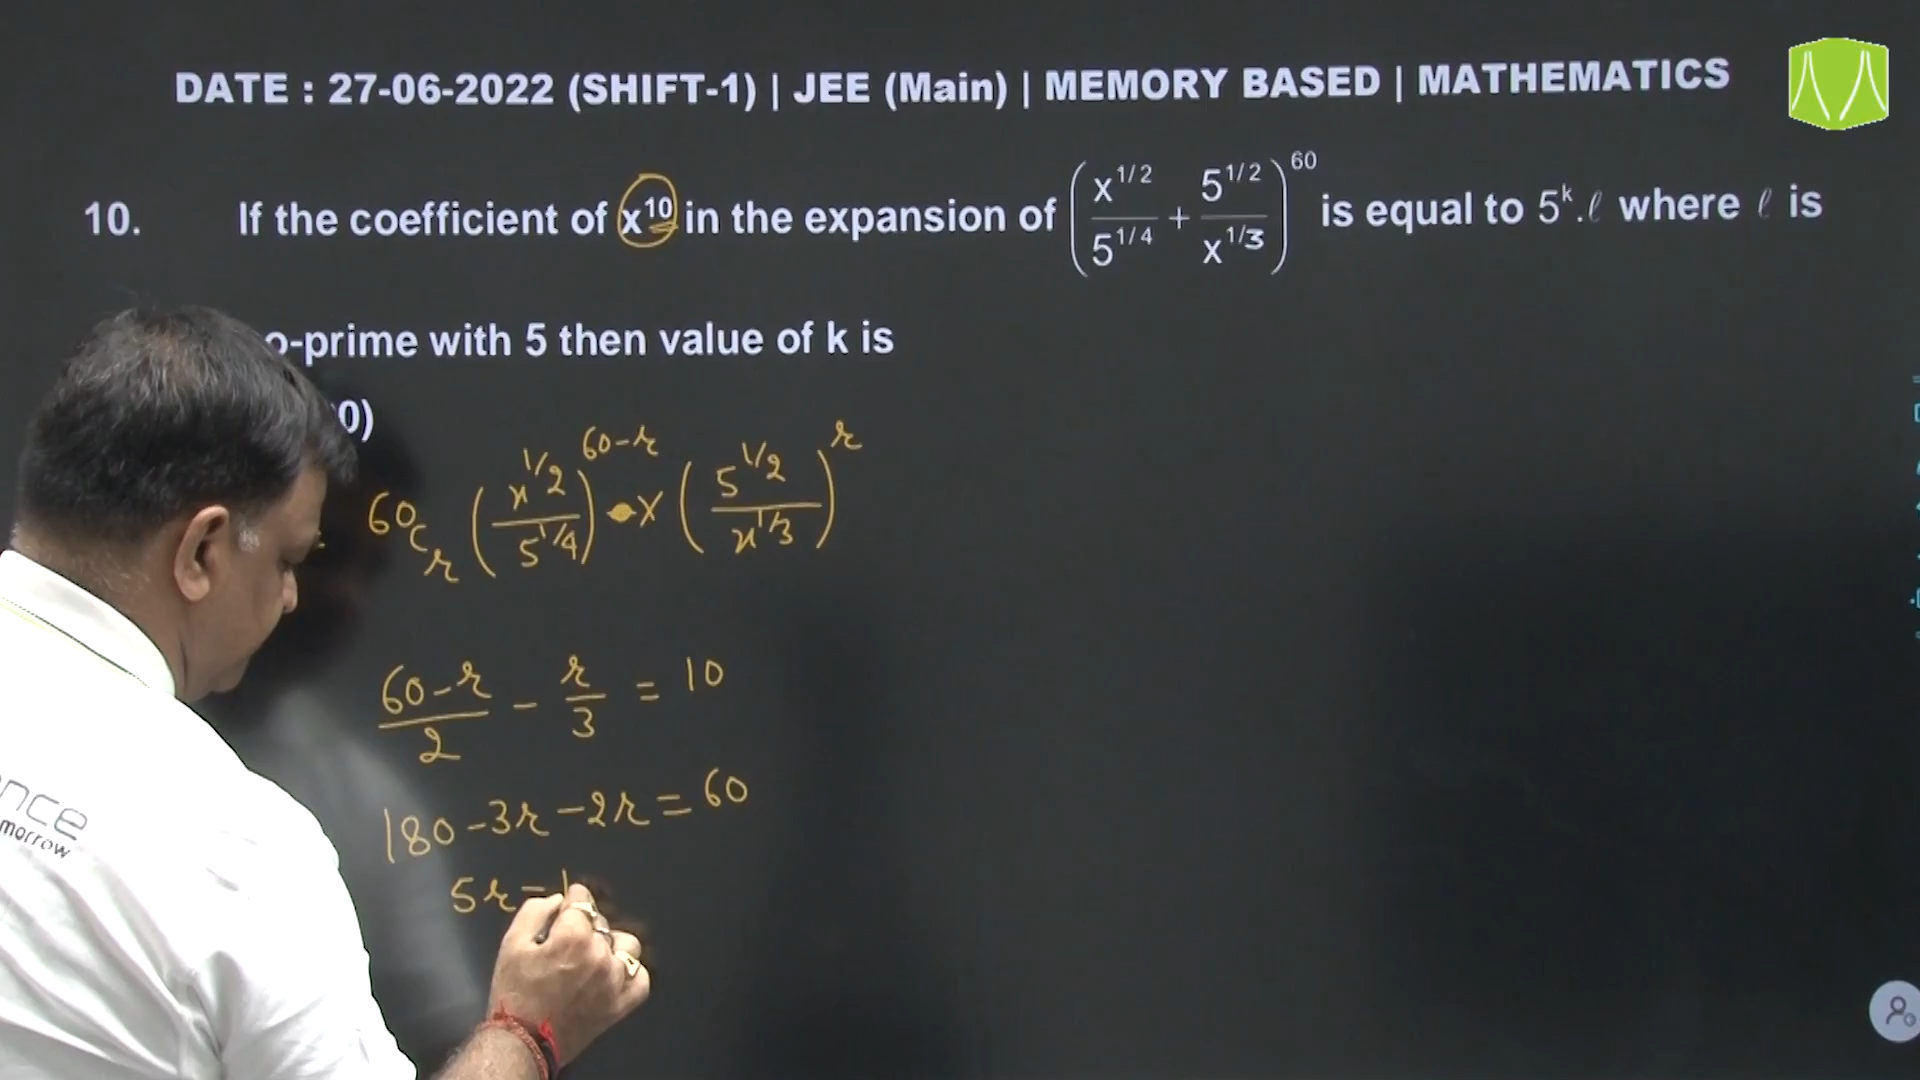 DATE : 27-06-2022 (SHIFT-1) | JEE (Main) | MEMORY BASED | MATHEMATICS
10. If the coefficient of x^10 in the expansion of (x^1/2 / 5^1/4 + 5^1/2 / x^1/3)^60 is equal to 5^k.ℓ where ℓ is
o-prime with 5 then value of k is
0)
60Cr (x^1/2 / 5^1/4)^60-r × (5^1/2 / x^1/3)^r
60-r / 2 - r / 3 = 10
180-3r-2r=60
5r=1
nce
morrow